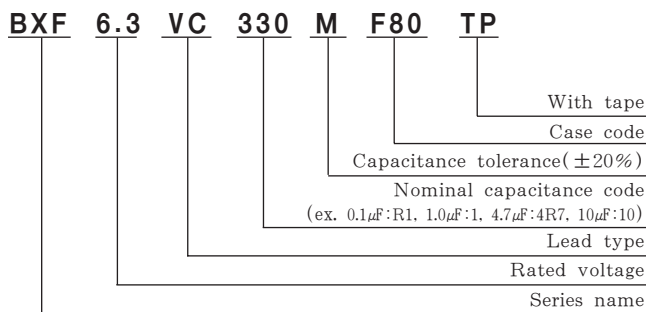 BXF 6.3 VC 330 M F80 TP
With tape
Case code
Capacitance tolerance(±20%)
Nominal capacitance code
(ex. 0.1μF:R1, 1.0μF:1, 4.7μF:4R7, 10μF:10)
Lead type
Rated voltage
Series name